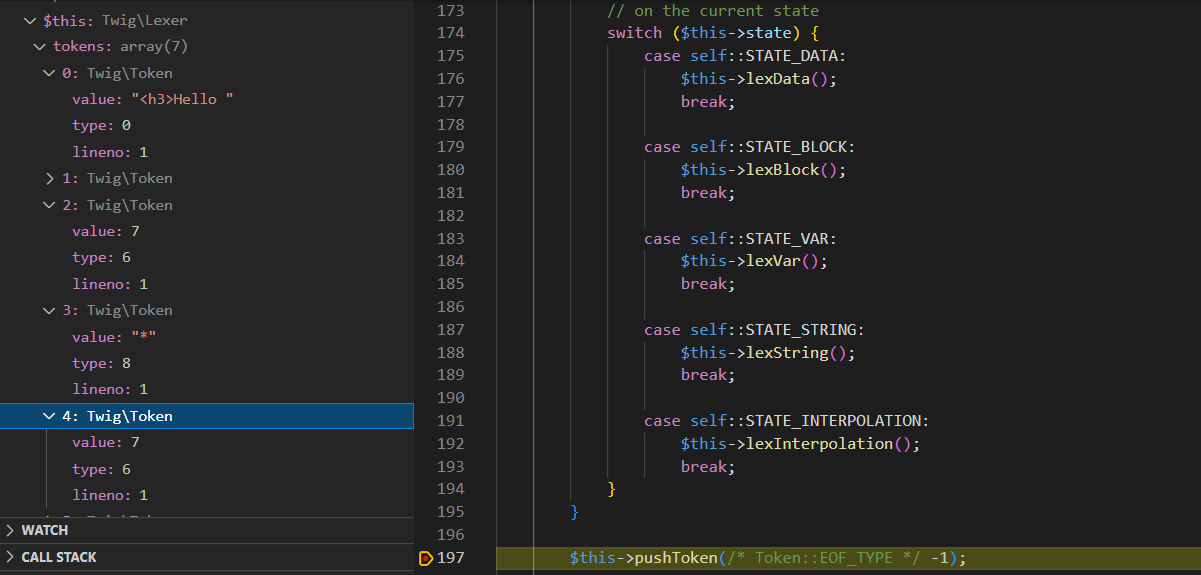 $this: Twig\Lexer
tokens: array(7)
0: Twig\Token
value: "<h3>Hello "
type: 0
lineno: 1
1: Twig\Token
2: Twig\Token
value: 7
type: 6
lineno: 1
3: Twig\Token
value: "*"
type: 8
lineno: 1
4: Twig\Token
value: 7
type: 6
lineno: 1
WATCH
CALL STACK
173 // on the current state
174 switch ($this->state) {
175 case self::STATE_DATA:
176 $this->lexData();
177 break;
178
179 case self::STATE_BLOCK:
180 $this->lexBlock();
181 break;
182
183 case self::STATE_VAR:
184 $this->lexVar();
185 break;
186
187 case self::STATE_STRING:
188 $this->lexString();
189 break;
190
191 case self::STATE_INTERPOLATION:
192 $this->lexInterpolation();
193 break;
194 }
195 }
196
197 $this->pushToken(/* Token::EOF_TYPE */ -1);